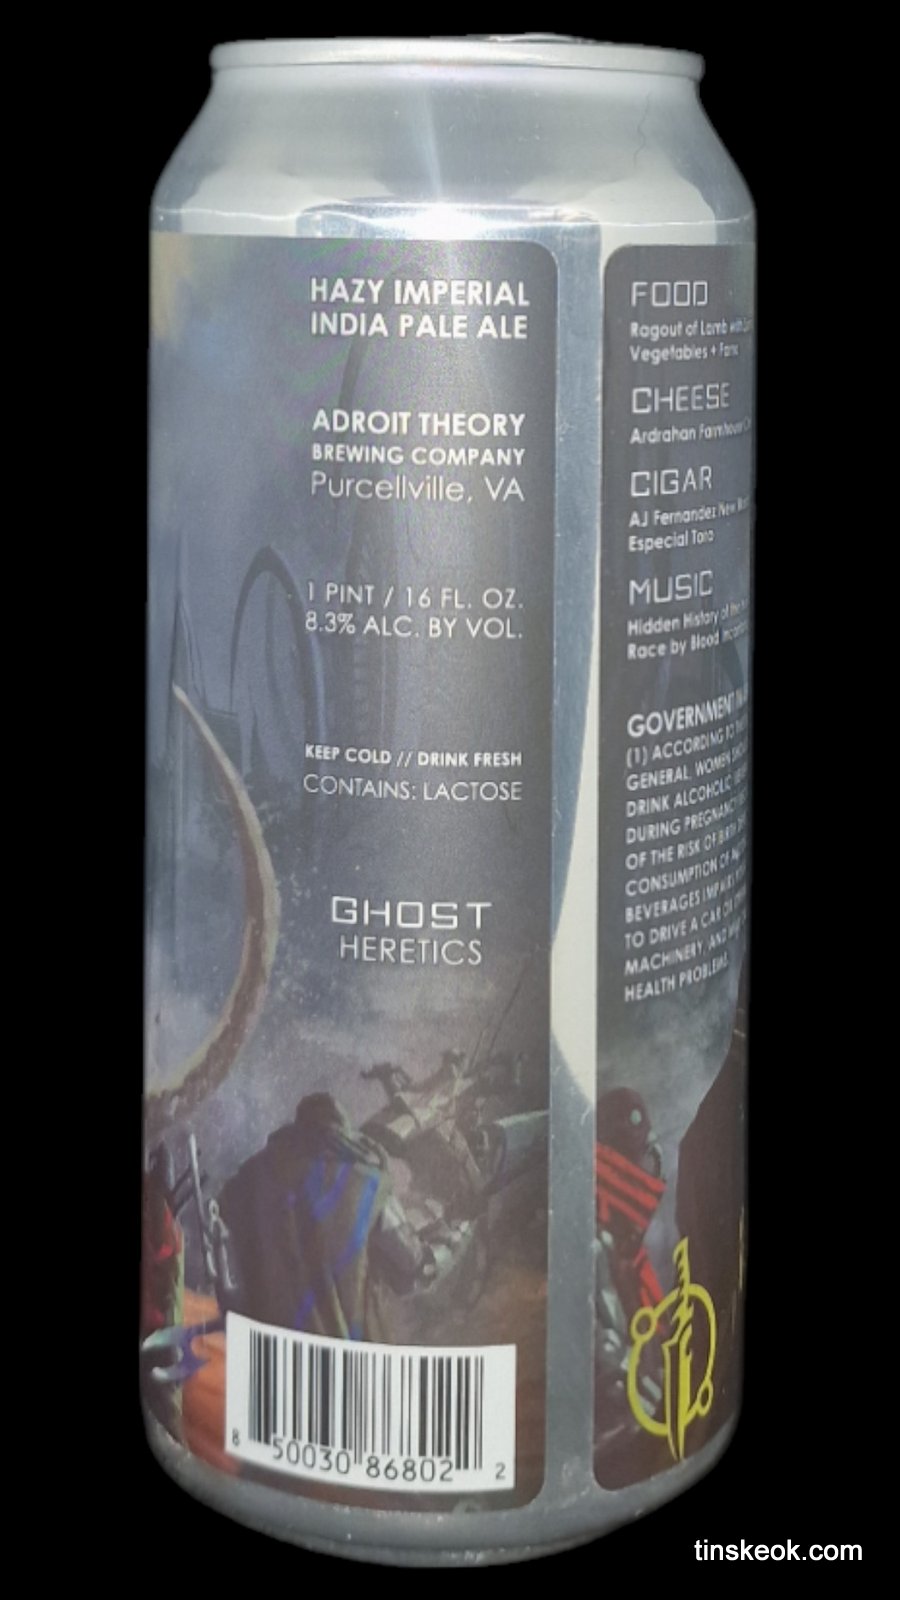 HAZY IMPERIAL
INDIA PALE ALE
ADROIT THEORY
BREWING COMPANY
Purcellville, VA
1 PINT / 16 FL. OZ.
8.3% ALC. BY VOL.
KEEP COLD // DRINK FRESH
CONTAINS: LACTOSE
GHOST
HERETICS
8 50030 86802 2
FOOD
Ragout of Lamb with
Vegetables +
CHEESE
Ardrahan Farmhouse
CIGAR
AJ Fernandez New
Especial Toro
MUSIC
Hidden History of the
Race by Blood
GOVERNMENT
(1) ACCORDING TO
GENERAL, WOMEN
DRINK ALCOHOLIC
DURING PREGNANCY
OF THE RISK OF BIRTH
CONSUMPTION OF
BEVERAGES IMPAIRS
TO DRIVE A CAR OR
MACHINERY, AND
HEALTH PROBLEMS.
tinskeok.com